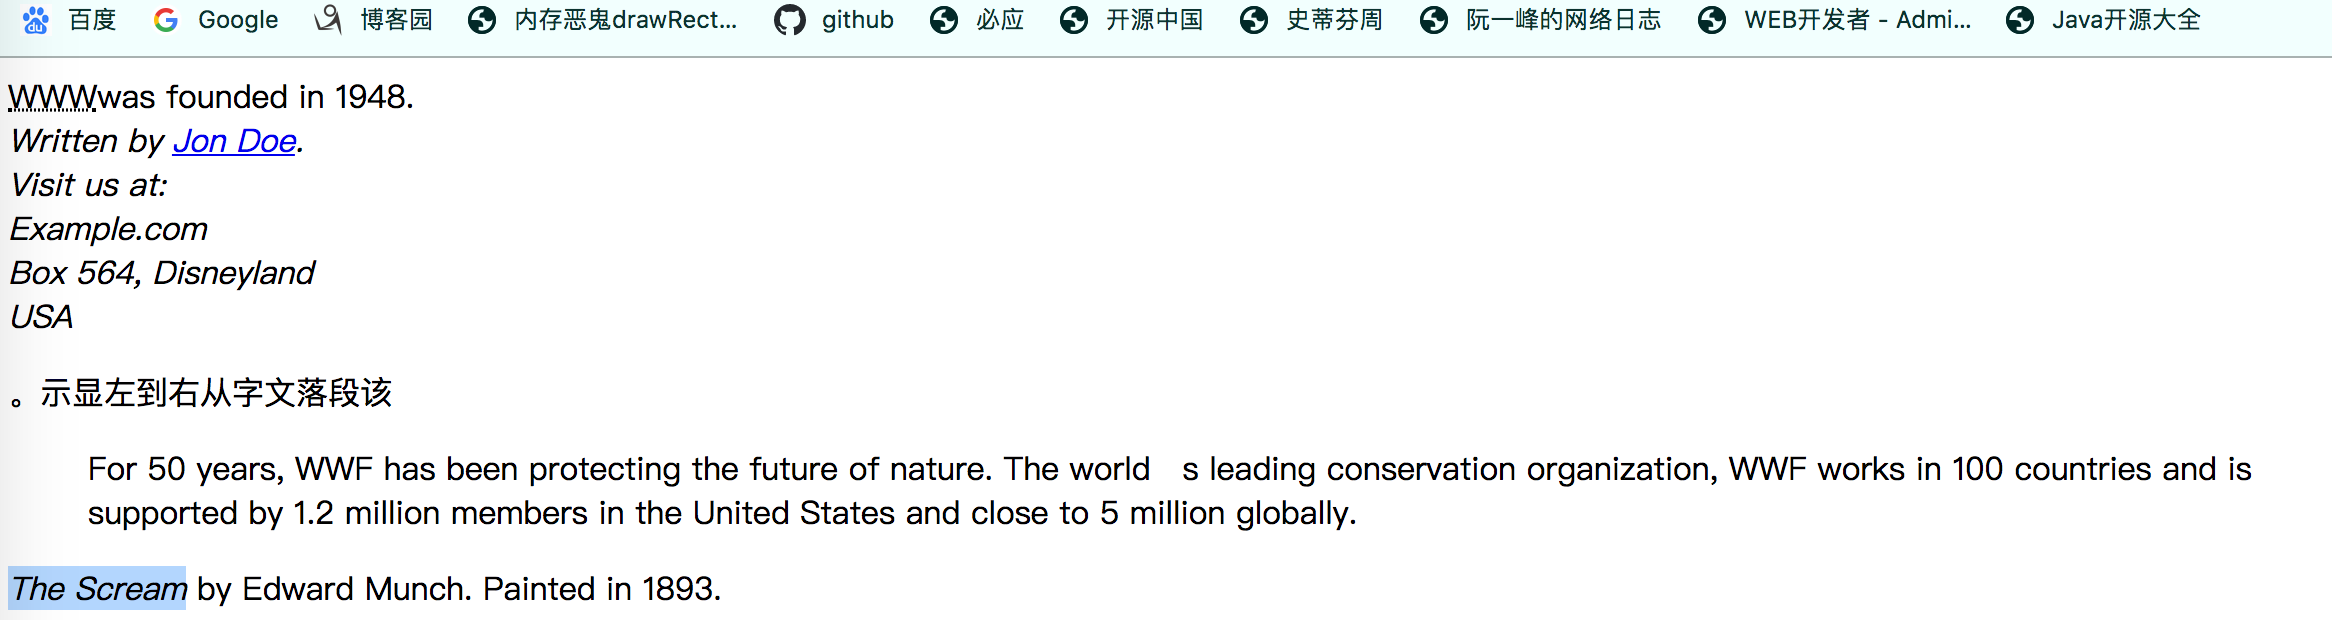 百度 Google 博客园 内存恶鬼drawRect... github 必应 开源中国 史蒂芬周 阮一峰的网络日志 WEB开发者 - Admi... Java开源大全
WWWwas founded in 1948.
Written by Jon Doe.
Visit us at:
Example.com
Box 564, Disneyland
USA
。示显左到右从字文落段该
For 50 years, WWF has been protecting the future of nature. The world   s leading conservation organization, WWF works in 100 countries and is
supported by 1.2 million members in the United States and close to 5 million globally.
The Scream by Edward Munch. Painted in 1893.